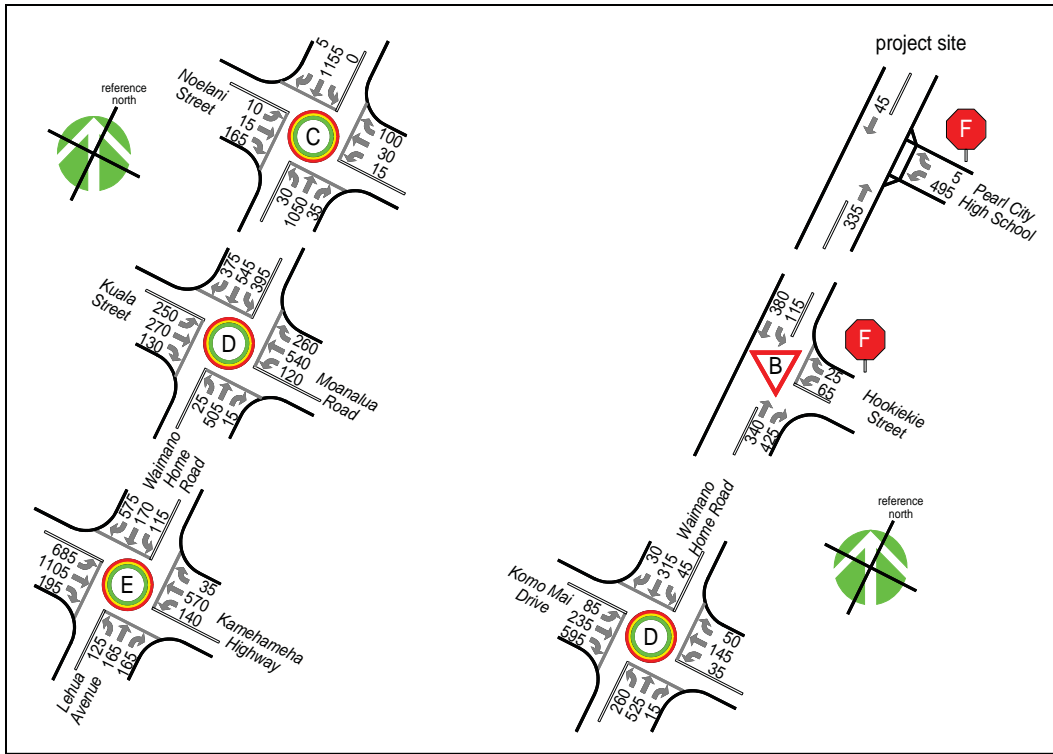 project site
reference
north
Noelani
Street
5
1155
0
10
15
165
C
100
30
15
30
1050
35
45
F
5
495
Pearl City
High School
335
Kuala
Street
375
545
395
250
270
130
D
260
540
120
Moanalua
Road
25
505
15
Waimano
Home
Road
380
115
F
B
25
65
Hookiekie
Street
340
425
575
170
115
685
1105
195
E
35
570
140
Kamehameha
Highway
125
165
165
Lehua
Avenue
Waimano
Home Road
30
315
45
Komo Mai
Drive
85
235
595
D
50
145
35
260
525
15
reference
north